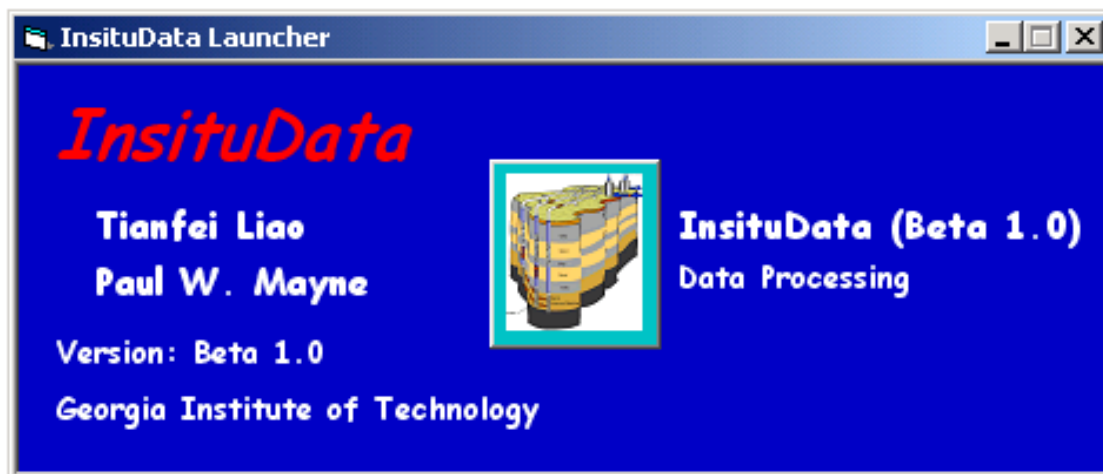 InsituData Launcher
InsituData
Tianfei Liao
Paul W. Mayne
Version: Beta 1.0
Georgia Institute of Technology
InsituData (Beta 1.0)
Data Processing